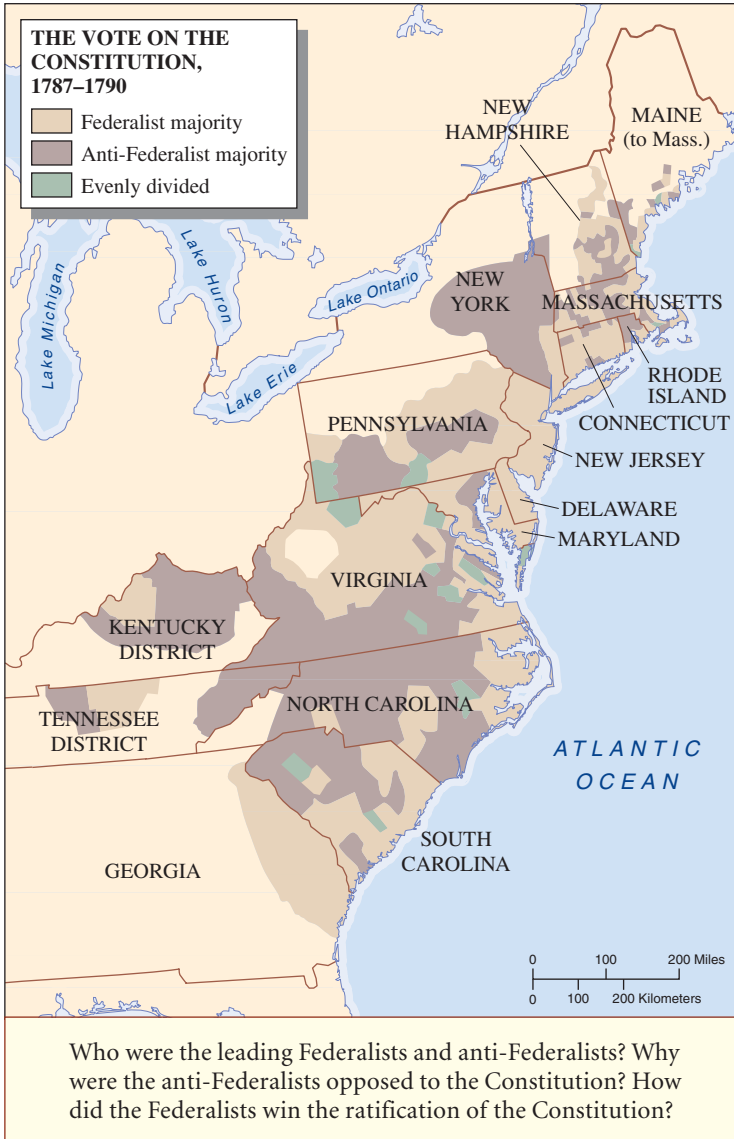 THE VOTE ON THE
CONSTITUTION,
1787–1790
Federalist majority
Anti-Federalist majority
Evenly divided
NEW
HAMPSHIRE
MAINE
(to Mass.)
Lake Michigan
Lake Huron
Lake Ontario
Lake Erie
NEW
YORK
MASSACHUSETTS
RHODE
ISLAND
CONNECTICUT
PENNSYLVANIA
NEW JERSEY
DELAWARE
MARYLAND
VIRGINIA
KENTUCKY
DISTRICT
NORTH CAROLINA
TENNESSEE
DISTRICT
ATLANTIC
OCEAN
SOUTH
CAROLINA
GEORGIA
0 100 200 Miles
0 100 200 Kilometers
Who were the leading Federalists and anti-Federalists? Why
were the anti-Federalists opposed to the Constitution? How
did the Federalists win the ratification of the Constitution?